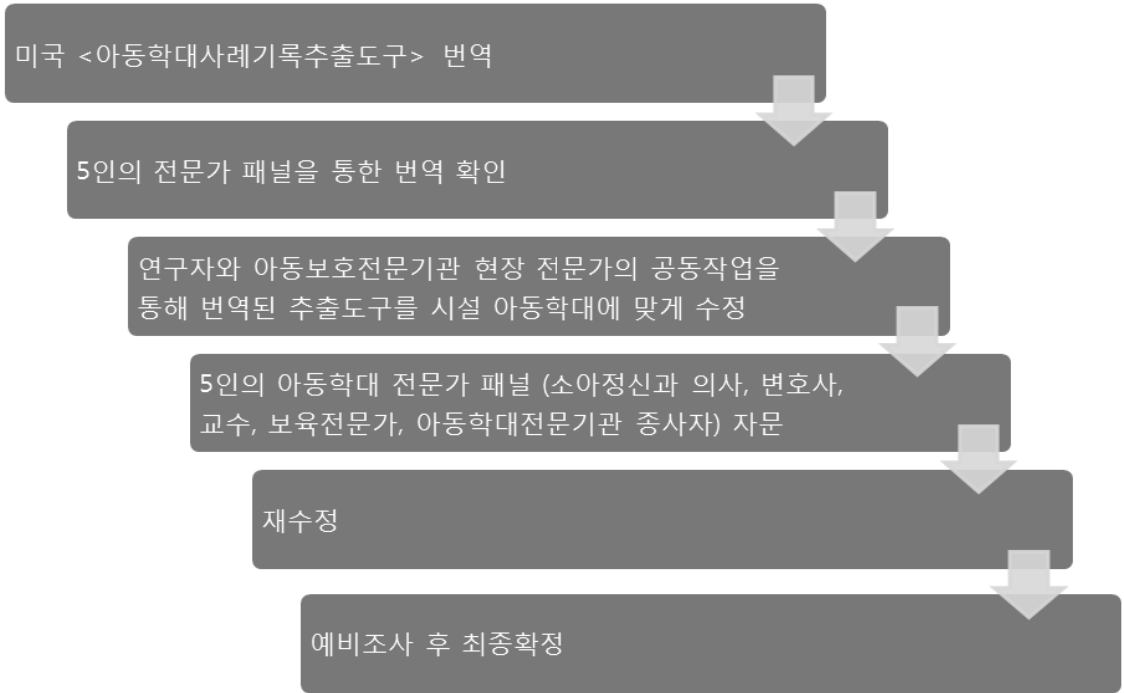 미국 <아동학대사례기록추출도구> 번역
5인의 전문가 패널을 통한 번역 확인
연구자와 아동보호전문기관 현장 전문가의 공동작업을
통해 번역된 추출도구를 시설 아동학대에 맞게 수정
5인의 아동학대 전문가 패널 (소아정신과 의사, 변호사,
교수, 보육전문가, 아동학대전문기관 종사자) 자문
재수정
예비조사 후 최종확정